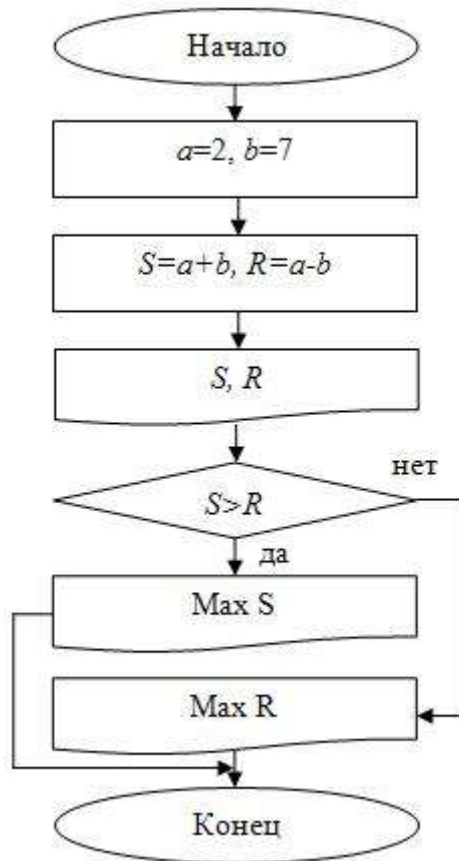 Начало
a=2, b=7
S=a+b, R=a-b
S, R
нет
S>R
да
Max S
Max R
Конец